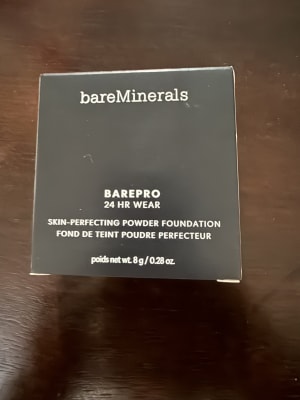 bareMinerals
BAREPRO
24 HR WEAR
SKIN-PERFECTING POWDER FOUNDATION
FOND DE TEINT POUDRE PERFECTEUR
poids net wt. 8 g / 0.28 oz.